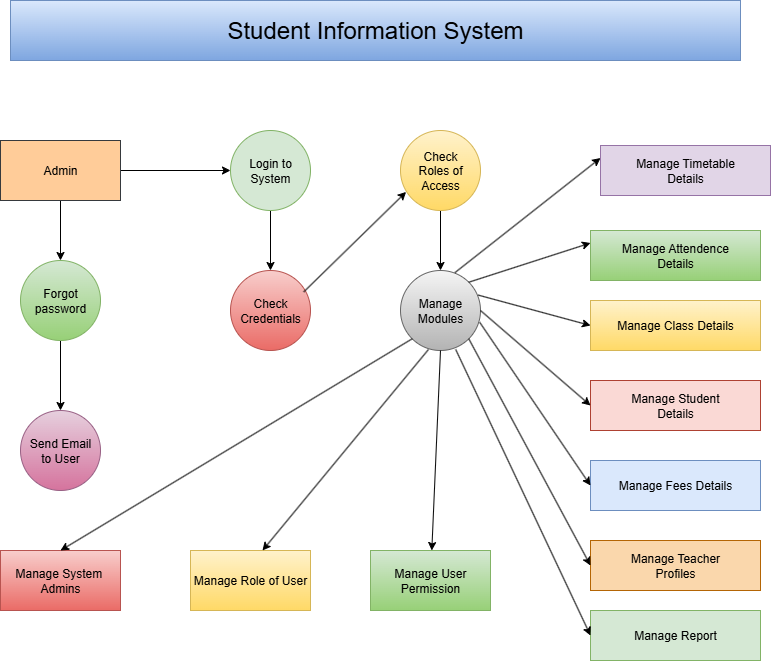 Student Information System
Admin
Login to
System
Check
Roles of
Access
Manage Timetable
Details
Manage Attendence
Details
Forgot
password
Check
Credentials
Manage
Modules
Manage Class Details
Manage Student
Details
Send Email
to User
Manage Fees Details
Manage System
Admins
Manage Role of User
Manage User
Permission
Manage Teacher
Profiles
Manage Report